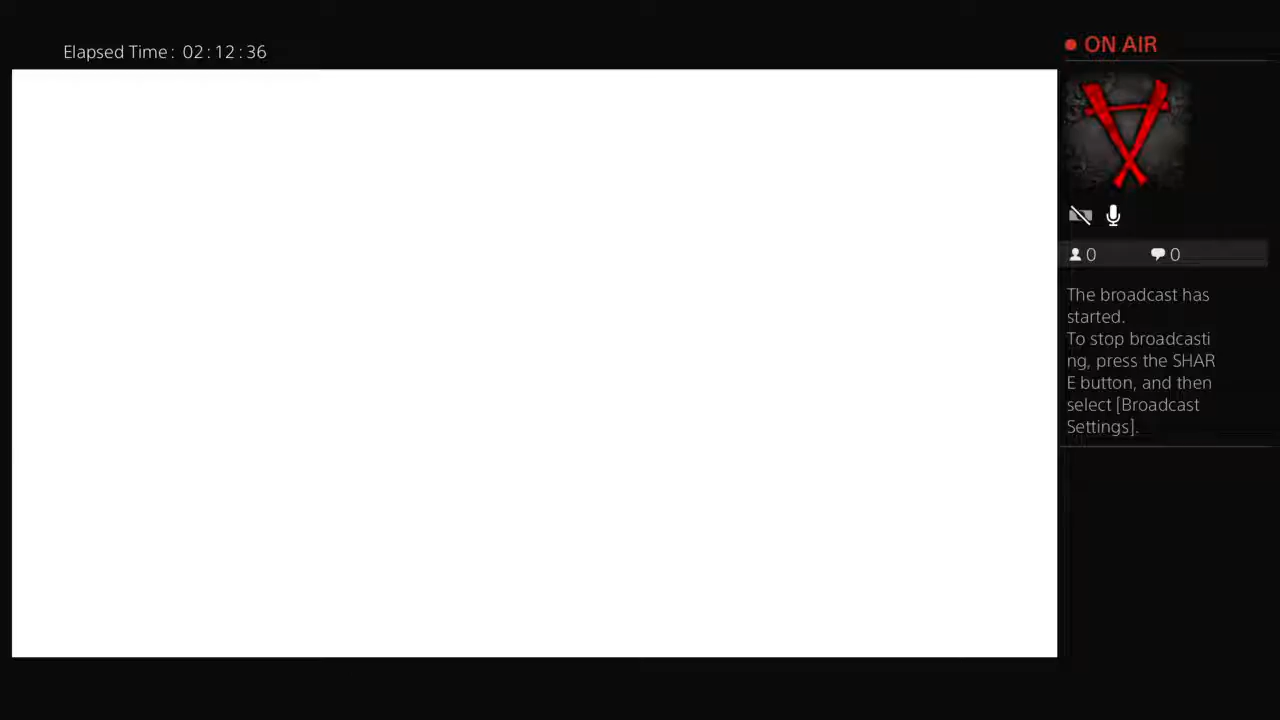 Elapsed Time: 02:12:36
ON AIR
0 0
The broadcast has
started.
To stop broadcasti
ng, press the SHAR
E button, and then
select [Broadcast
Settings].